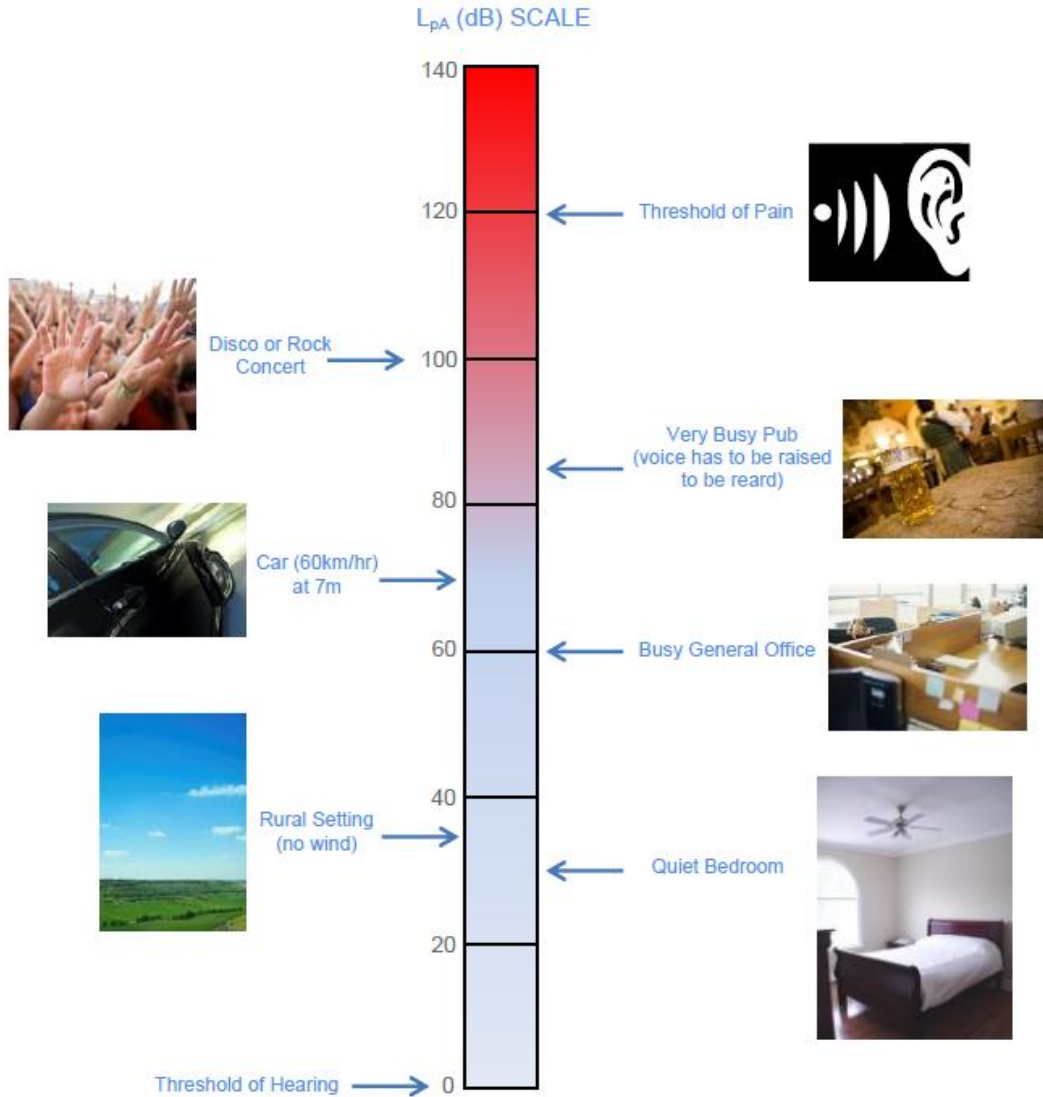 LpA (dB) SCALE
140
120
Threshold of Pain
Disco or Rock
Concert
100
Very Busy Pub
(voice has to be raised
to be reard)
80
Car (60km/hr)
at 7m
60
Busy General Office
40
Rural Setting
(no wind)
Quiet Bedroom
20
Threshold of Hearing
0